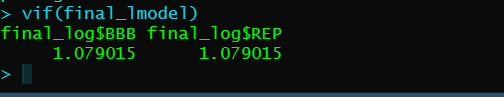 > vif(final_lmodel)
final_log$BBB final_log$REP
1.079015 1.079015
>